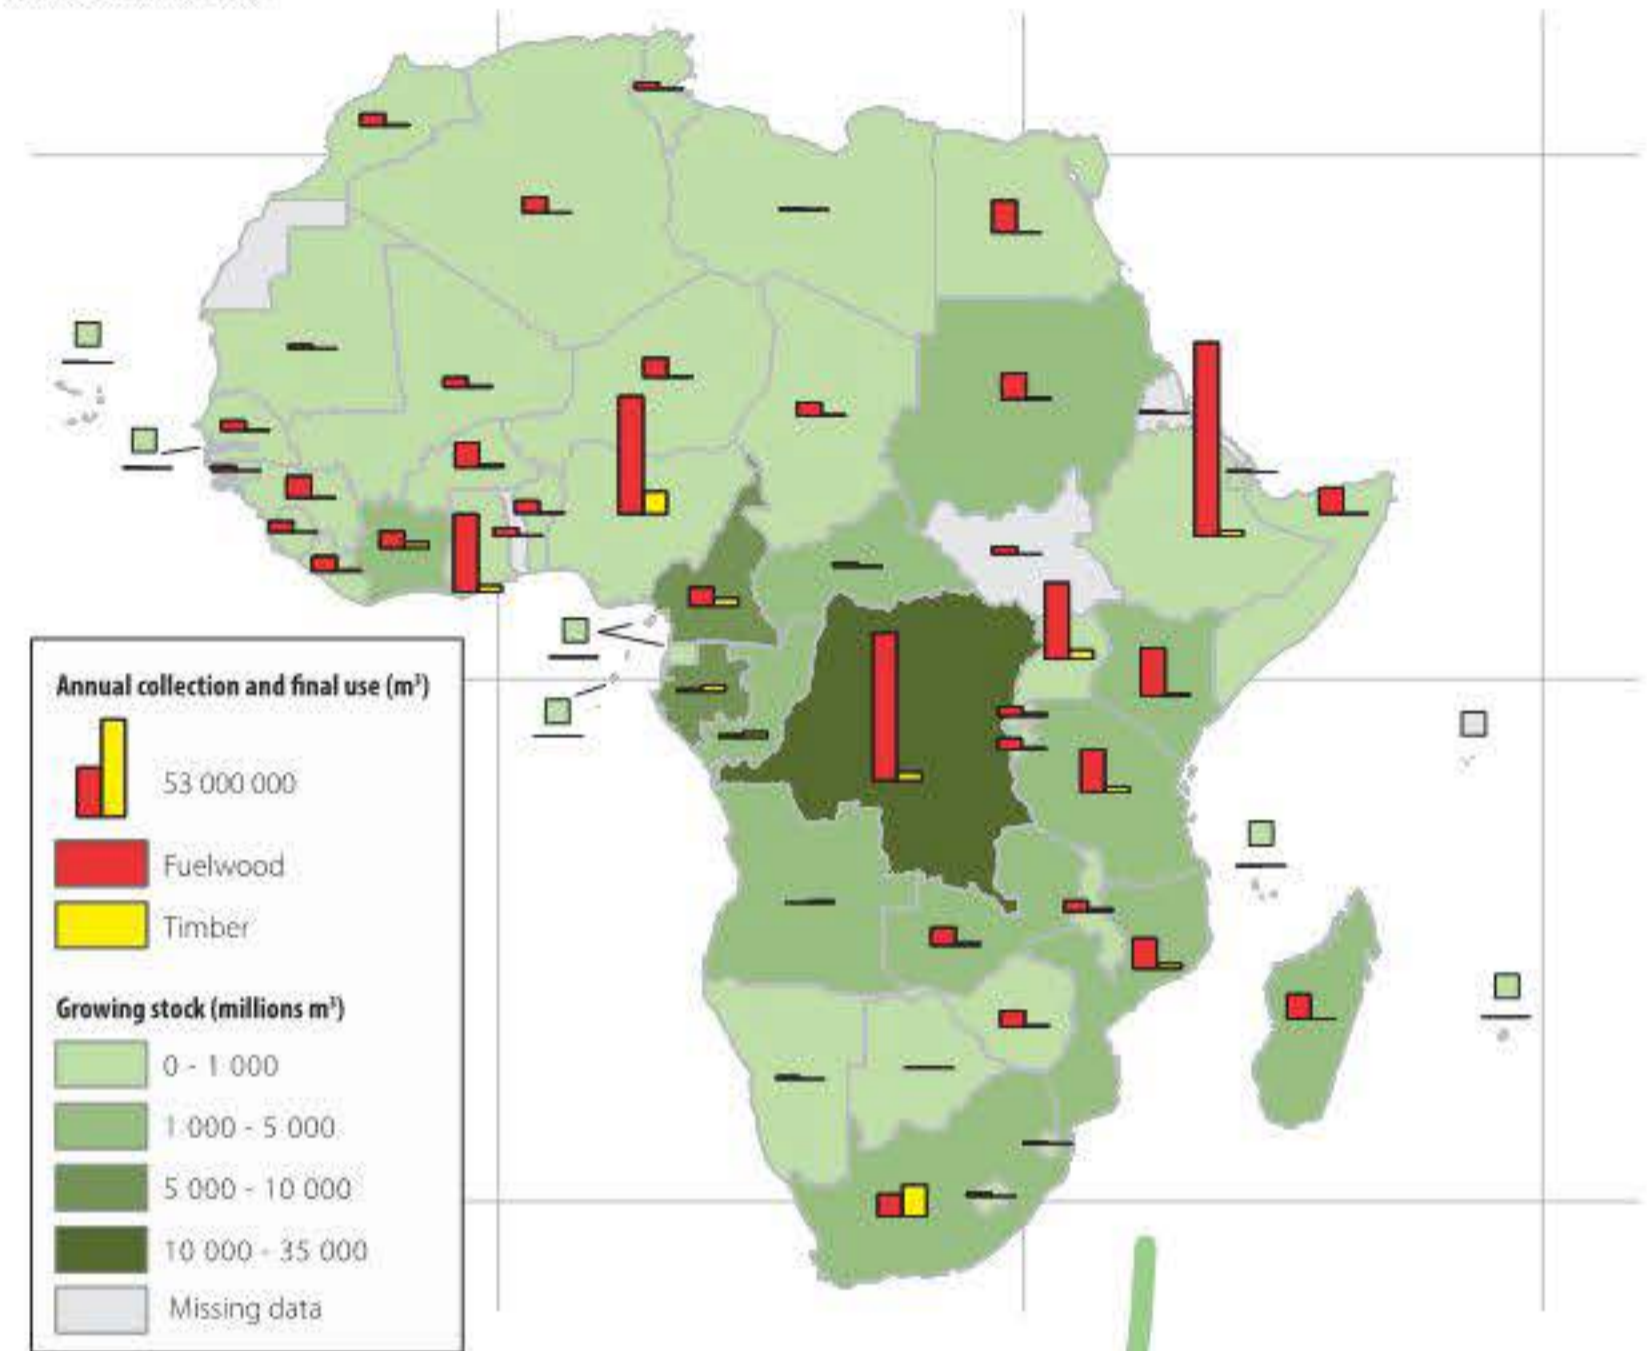 Annual collection and final use (m³)
53 000 000
Fuelwood
Timber
Growing stock (millions m³)
0 - 1 000
1 000 - 5 000
5 000 - 10 000
10 000 - 35 000
Missing data